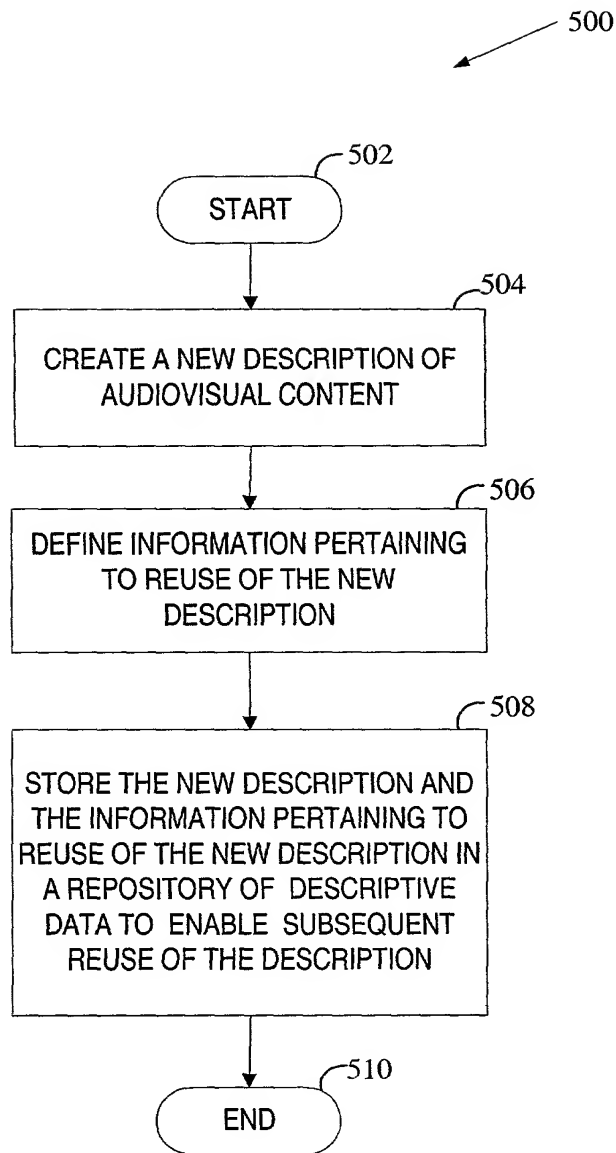 500
502
START
504
CREATE A NEW DESCRIPTION OF
AUDIOVISUAL CONTENT
506
DEFINE INFORMATION PERTAINING
TO REUSE OF THE NEW
DESCRIPTION
508
STORE THE NEW DESCRIPTION AND
THE INFORMATION PERTAINING TO
REUSE OF THE NEW DESCRIPTION IN
A REPOSITORY OF DESCRIPTIVE
DATA TO ENABLE SUBSEQUENT
REUSE OF THE DESCRIPTION
510
END